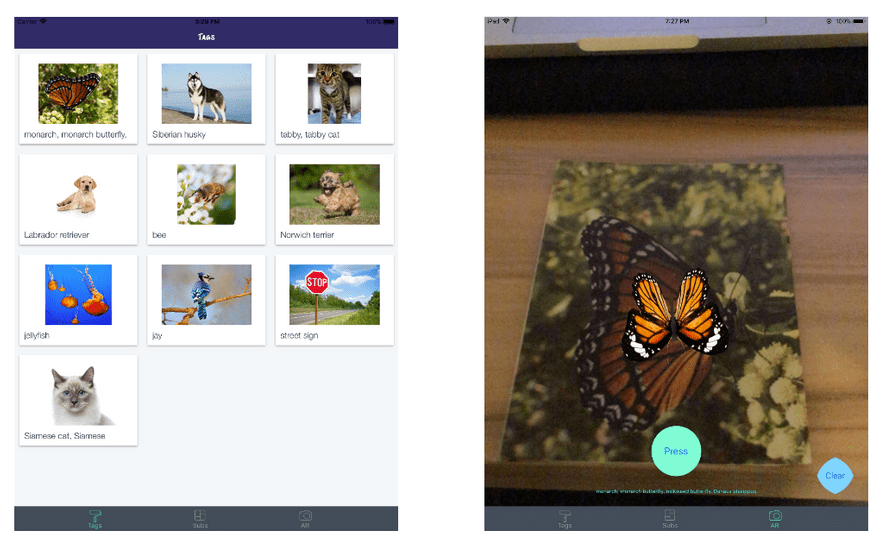 Carrier 5:29 PM 100%
Tags
monarch, monarch butterfly,
Siberian husky
tabby, tabby cat
Labrador retriever
bee
Norwich terrier
jellyfish
jay
STOP
street sign
Siamese cat, Siamese
Tags Subs AR
iPad 7:27 PM 100%
Press
Clear
monarch, monarch butterfly, milkweed butterfly, Danaus plexippus
Tags Subs AR